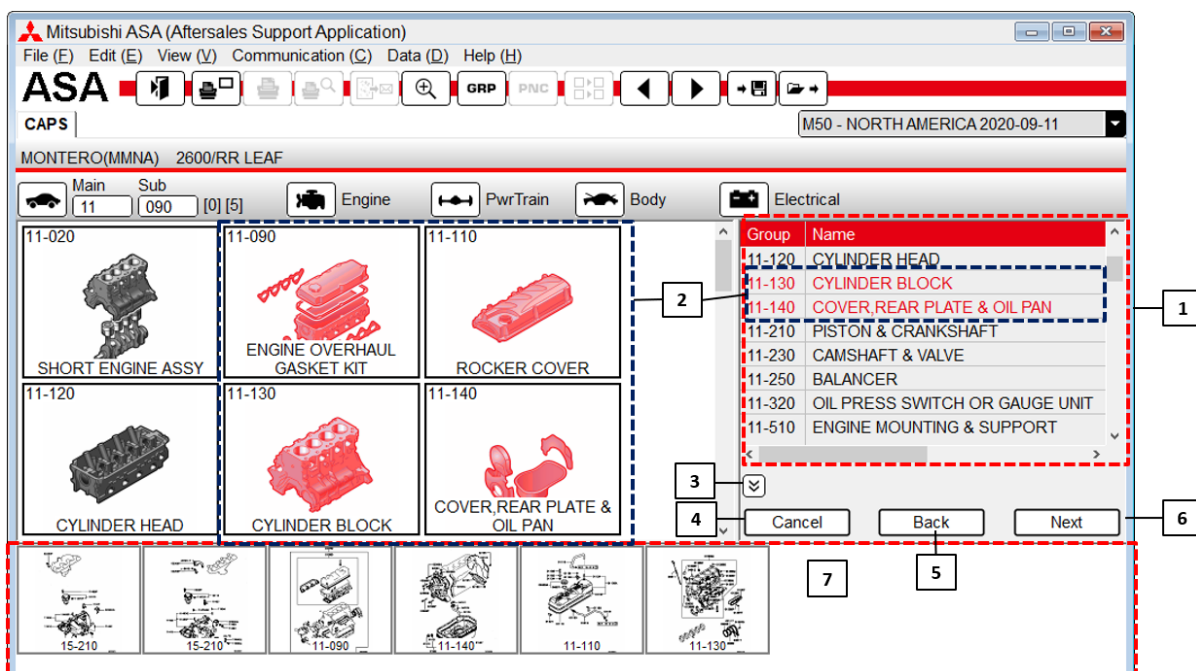 Mitsubishi ASA (Aftersales Support Application)
File (F) Edit (E) View (V) Communication (C) Data (D) Help (H)
ASA GRP PNC
CAPS M50 - NORTH AMERICA 2020-09-11
MONTERO(MMNA) 2600/RR LEAF
Main Sub
11 090 [0] [5] Engine PwrTrain Body Electrical
11-020 11-090 11-110
SHORT ENGINE ASSY
ENGINE OVERHAUL
GASKET KIT
ROCKER COVER
11-120 11-130 11-140
CYLINDER HEAD
CYLINDER BLOCK
COVER,REAR PLATE &
OIL PAN
2
Group Name
11-120 CYLINDER HEAD
11-130 CYLINDER BLOCK
11-140 COVER,REAR PLATE & OIL PAN
11-210 PISTON & CRANKSHAFT
11-230 CAMSHAFT & VALVE
11-250 BALANCER
11-320 OIL PRESS SWITCH OR GAUGE UNIT
11-510 ENGINE MOUNTING & SUPPORT
1
3
4 Cancel Back Next 6
5
7
15-210 15-210 11-090 11-140 11-110 11-130